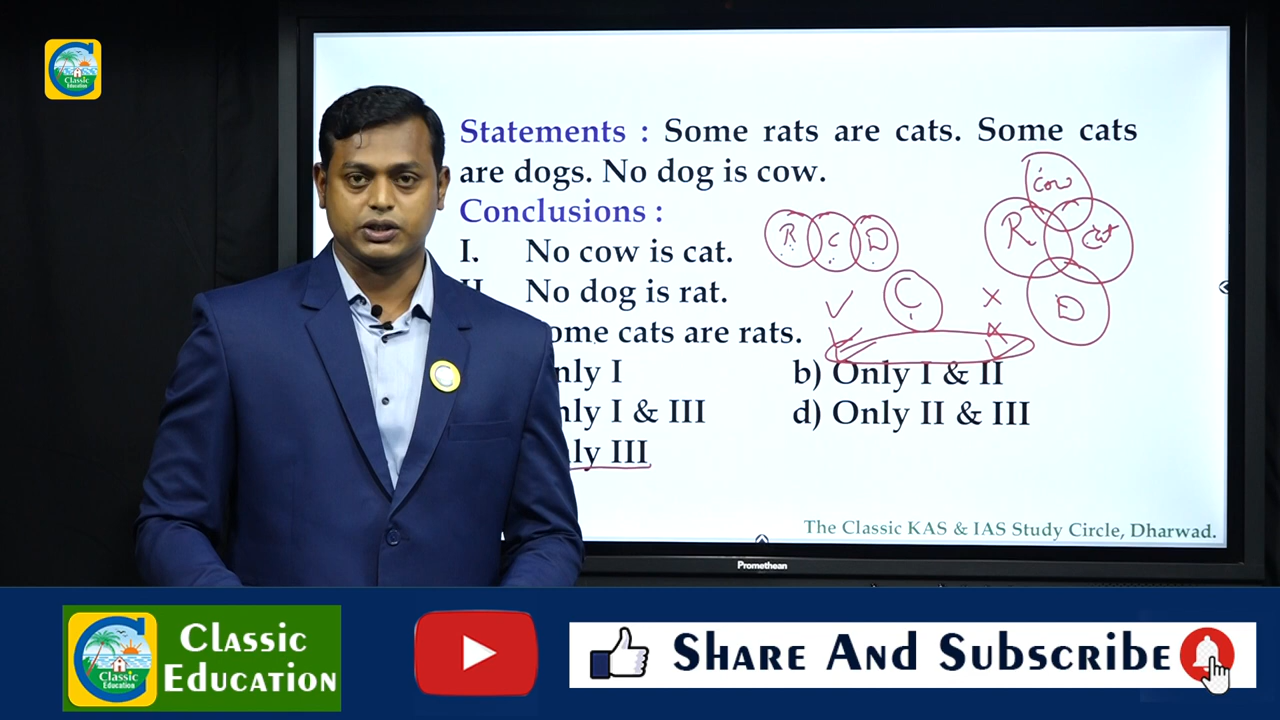 Classic
Education
Statements : Some rats are cats. Some cats
are dogs. No dog is cow.
Conclusions :
I. No cow is cat.
No dog is rat.
ome cats are rats.
nly I b) Only I & II
nly I & III d) Only II & III
ly III
R C D
C
Cow
R Cat
D
The Classic KAS & IAS Study Circle, Dharwad.
Promethean
Classic
Education
Classic
Education
Share And Subscribe